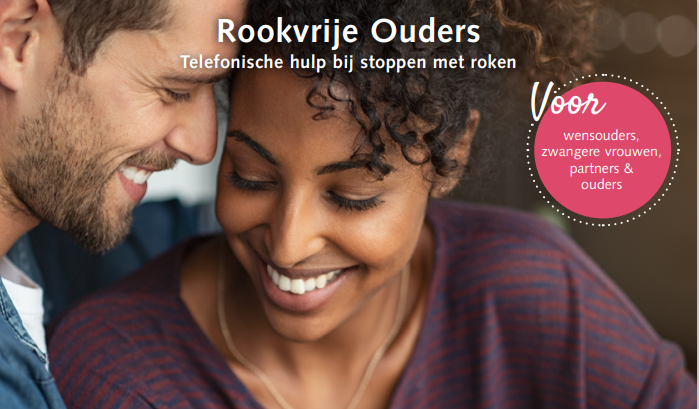 Rookvrije Ouders
Telefonische hulp bij stoppen met roken
Voor
wensouders,
zwangere vrouwen,
partners &
ouders